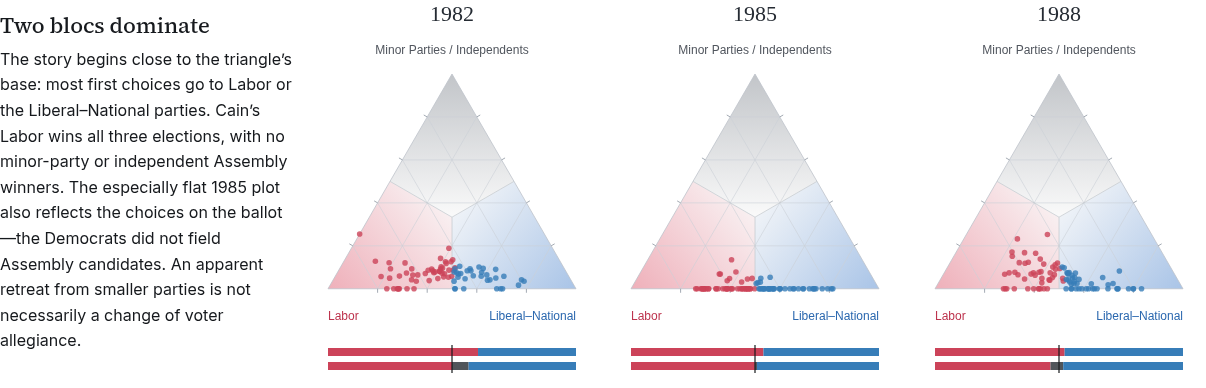 Two blocs dominate
The story begins close to the triangle’s
base: most first choices go to Labor or
the Liberal–National parties. Cain’s
Labor wins all three elections, with no
minor-party or independent Assembly
winners. The especially flat 1985 plot
also reflects the choices on the ballot
—the Democrats did not field
Assembly candidates. An apparent
retreat from smaller parties is not
necessarily a change of voter
allegiance.
1982
Minor Parties / Independents
Labor
Liberal–National
1985
Minor Parties / Independents
Labor
Liberal–National
1988
Minor Parties / Independents
Labor
Liberal–National